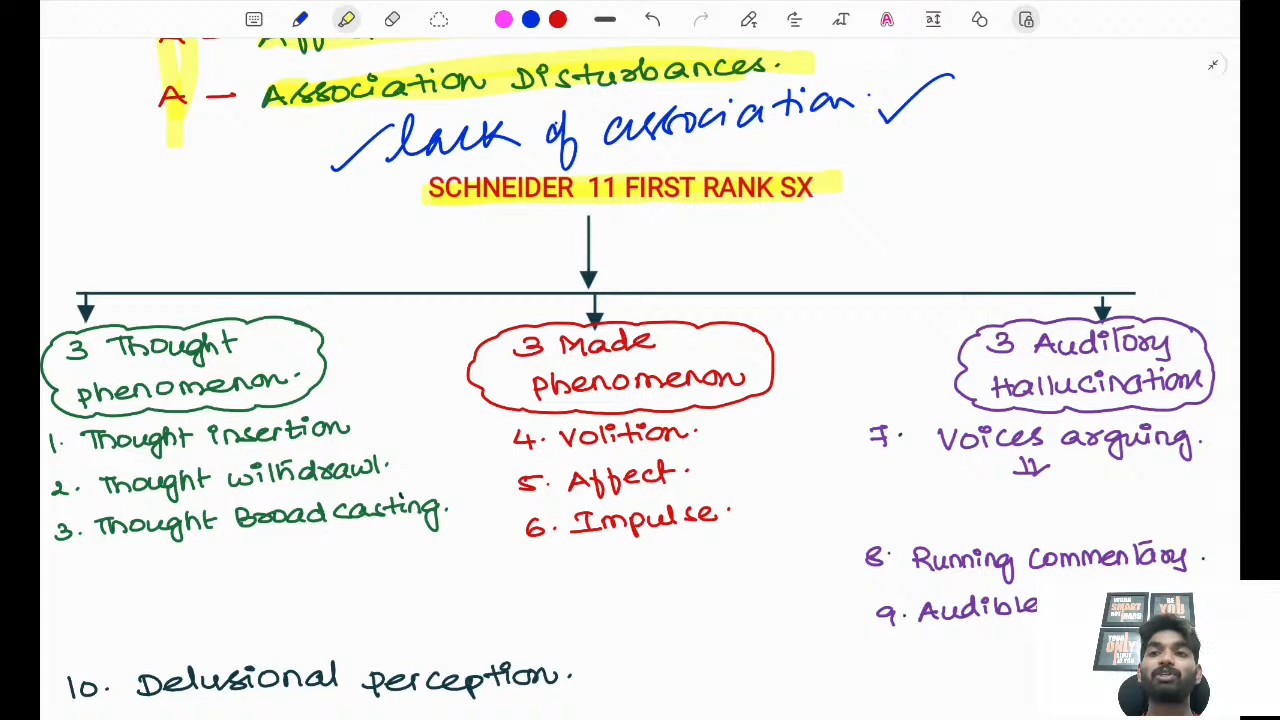 A - 
A - Association Disturbances.
lack of association.
SCHNEIDER 11 FIRST RANK SX
3 Thought phenomenon.
1. Thought insertion
2. Thought withdrawl.
3. Thought Broadcasting.
3 Made phenomenon
4. Volition.
5. Affect.
6. Impulse.
3 Auditory Hallucination
7. Voices arguing.
8. Running commentary.
9. Audible
10. Delusional perception.
WORK SMART